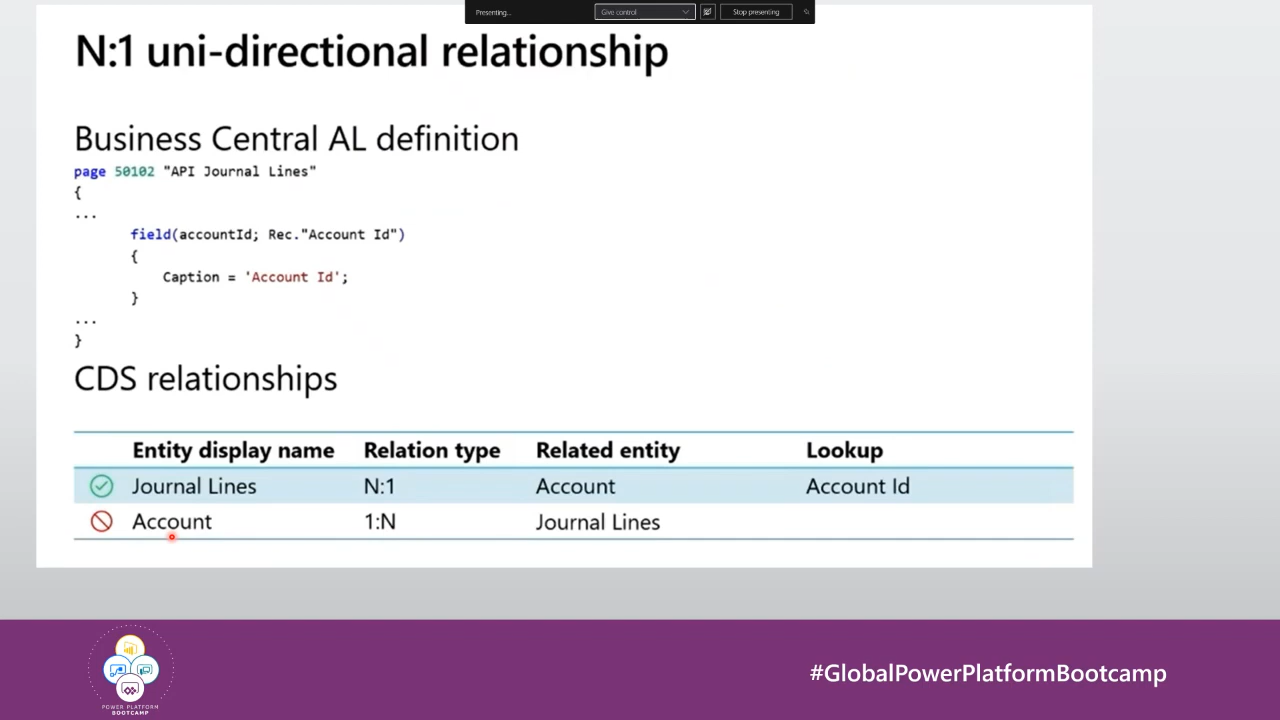 Presenting...
Give control
Stop presenting
N:1 uni-directional relationship
Business Central AL definition
page 50102 "API Journal Lines"
{
...
field(accountId; Rec."Account Id")
{
Caption = 'Account Id';
}
...
}
CDS relationships
Entity display name Relation type Related entity Lookup
Journal Lines N:1 Account Account Id
Account 1:N Journal Lines
POWER PLATFORM
BOOTCAMP
#GlobalPowerPlatformBootcamp